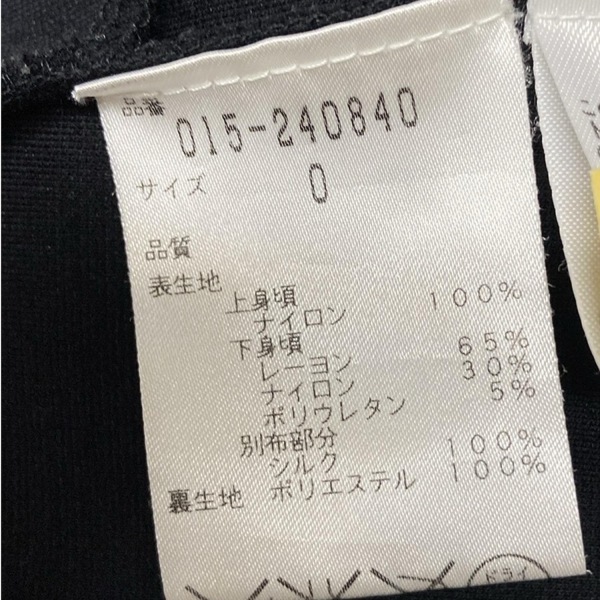 品番
015-240840
サイズ 0
品質
表生地
上身頃
ナイロン 100%
下身頃
レーヨン 65%
ナイロン 30%
ポリウレタン 5%
別布部分
シルク 100%
裏生地 ポリエステル 100%
ドライ